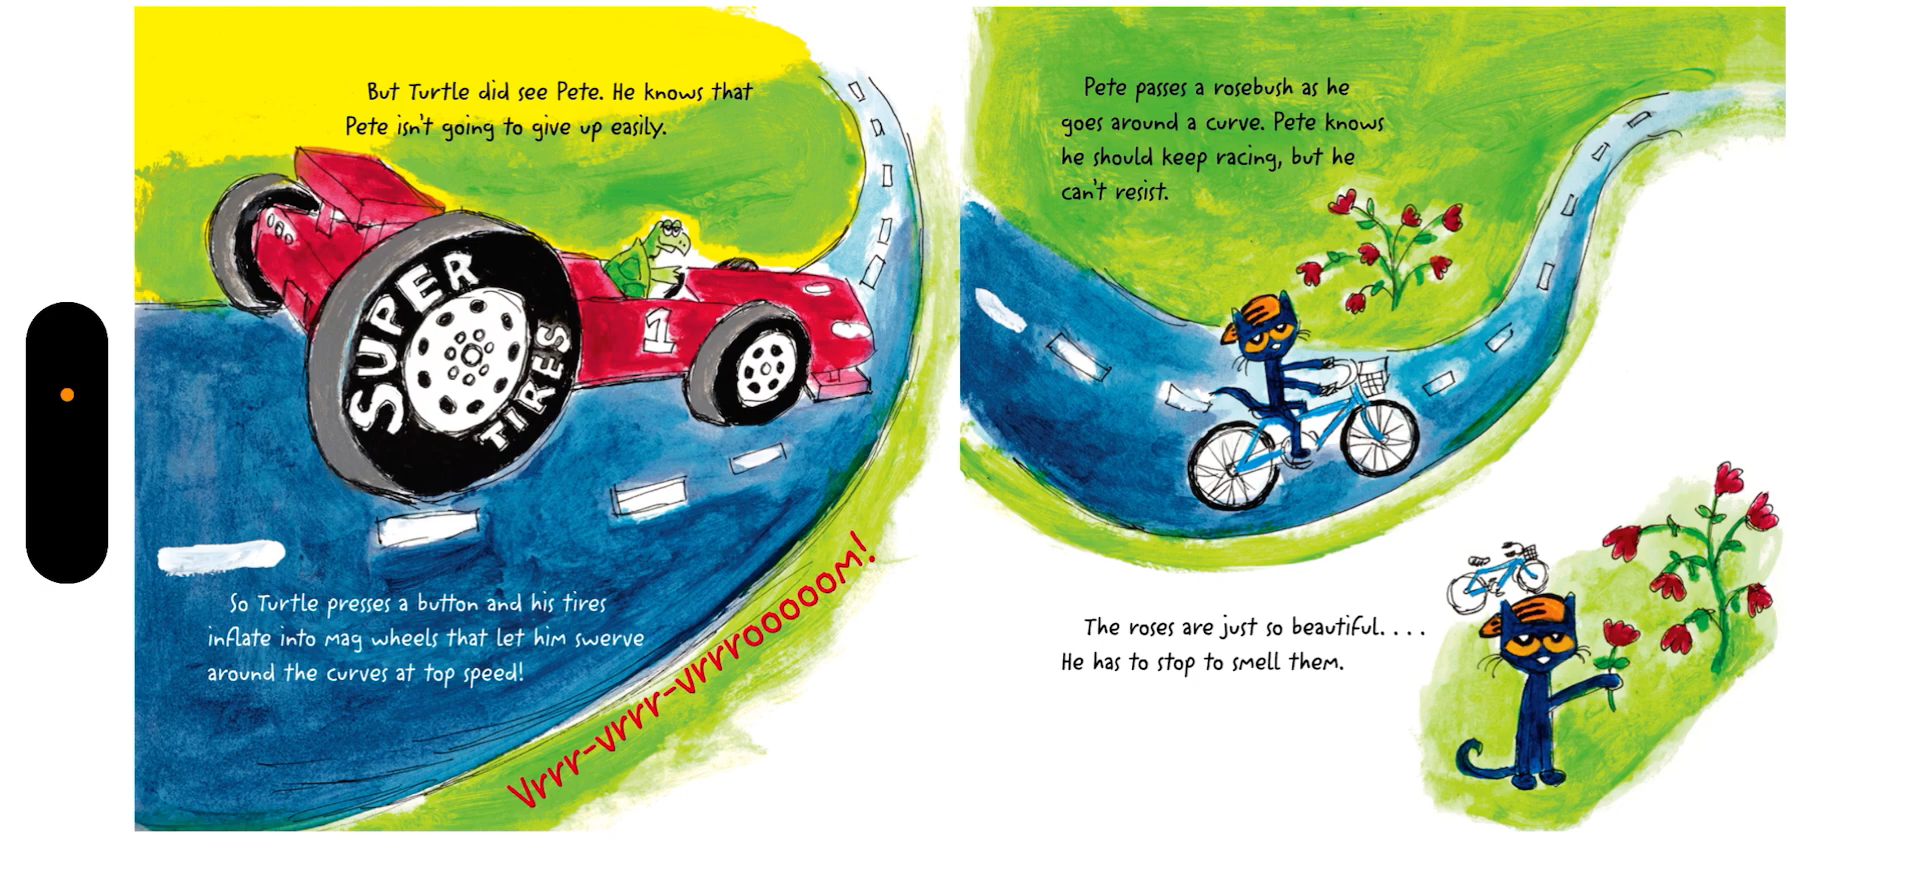 But Turtle did see Pete. He knows that
Pete isn't going to give up easily.
SUPER
TIRES
1
So Turtle presses a button and his tires
inflate into mag wheels that let him swerve
around the curves at top speed!
Vrrr-vrrr-vrrrooooom!
Pete passes a rosebush as he
goes around a curve. Pete knows
he should keep racing, but he
can't resist.
The roses are just so beautiful. . . .
He has to stop to smell them.